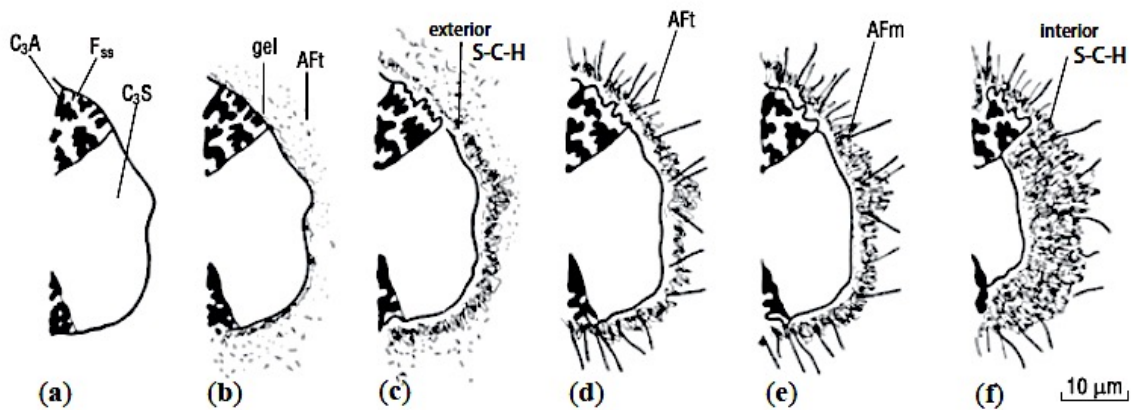 C₃A
Fₛₛ
C₃S
gel
AFt
exterior
S-C-H
AFt
AFm
interior
S-C-H
(a)
(b)
(c)
(d)
(e)
(f)
10 μm